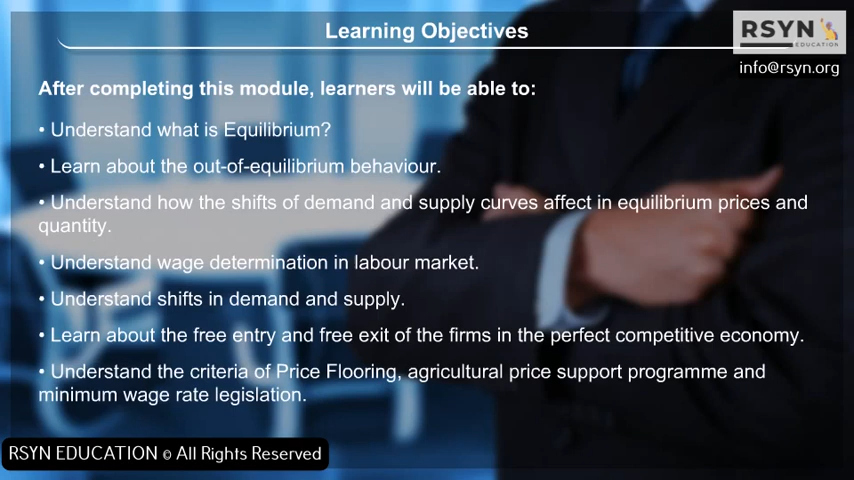 Learning Objectives
RSYN
EDUCATION
info@rsyn.org
After completing this module, learners will be able to:
• Understand what is Equilibrium?
• Learn about the out-of-equilibrium behaviour.
• Understand how the shifts of demand and supply curves affect in equilibrium prices and
quantity.
• Understand wage determination in labour market.
• Understand shifts in demand and supply.
• Learn about the free entry and free exit of the firms in the perfect competitive economy.
• Understand the criteria of Price Flooring, agricultural price support programme and
minimum wage rate legislation.
RSYN EDUCATION © All Rights Reserved